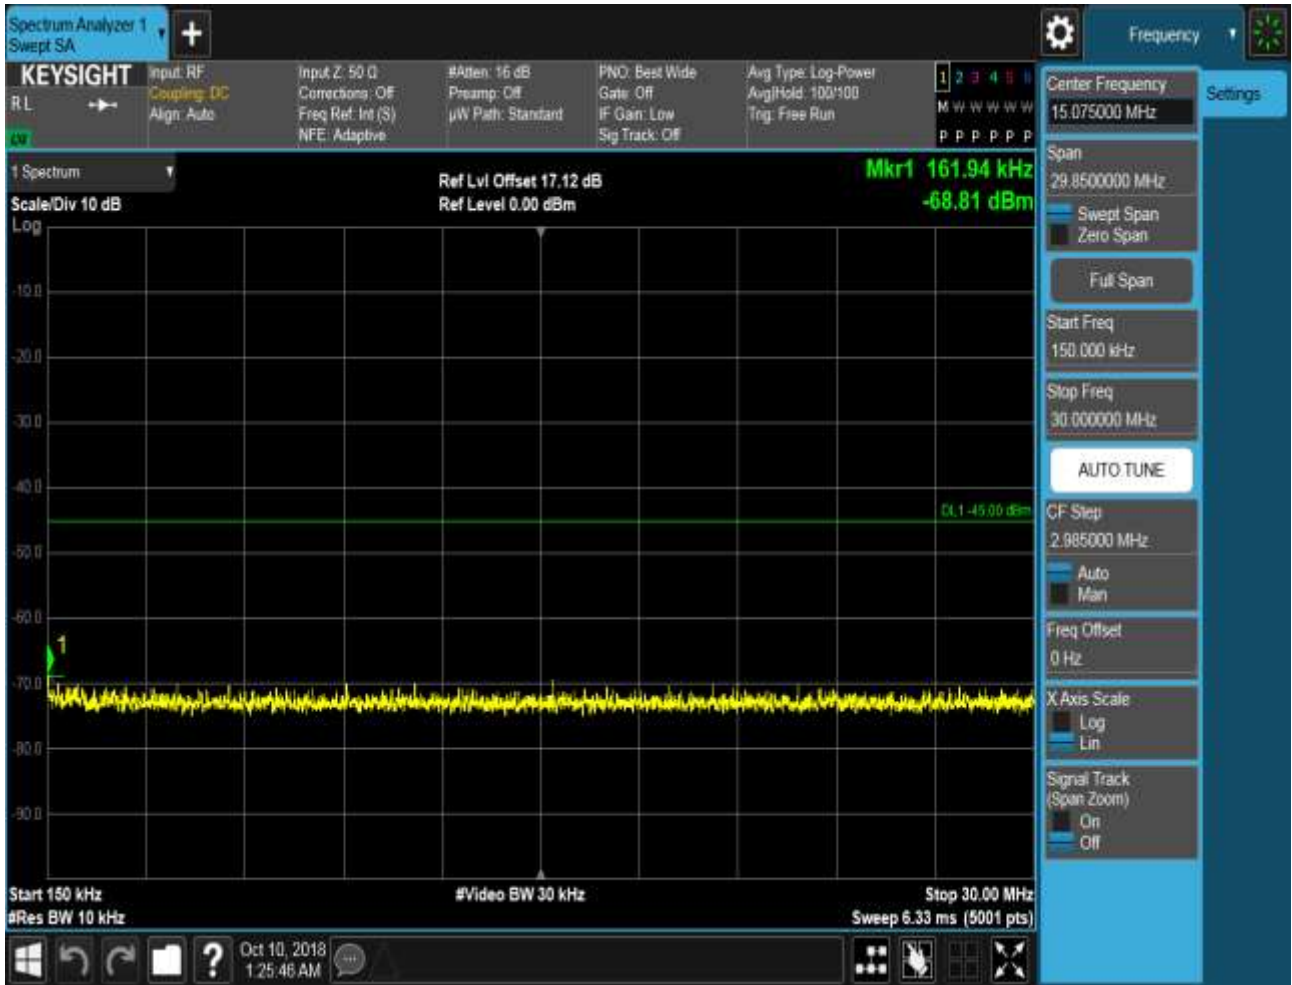 Spectrum Analyzer 1
Swept SA
Frequency
KEYSIGHT
RL
Input: RF
Coupling: DC
Align: Auto
Input Z: 50 Ω
Corrections: Off
Freq Ref: Int (S)
NFE: Adaptive
#Atten: 16 dB
Preamp: Off
µW Path: Standard
PNO: Best Wide
Gate: Off
IF Gain: Low
Sig Track: Off
Avg Type: Log-Power
Avg|Hold: 100/100
Trig: Free Run
1 2 3 4 5 6
M W W W W W
P P P P P P
1 Spectrum
Scale/Div 10 dB
Log
Ref Lvl Offset 17.12 dB
Ref Level 0.00 dBm
Mkr1 161.94 kHz
-68.81 dBm
-10.0
-20.0
-30.0
-40.0
DL1 -45.00 dBm
-50.0
-60.0
1
-70.0
-80.0
-90.0
Start 150 kHz
#Video BW 30 kHz
Stop 30.00 MHz
#Res BW 10 kHz
Sweep 6.33 ms (5001 pts)
Center Frequency
15.075000 MHz
Settings
Span
29.8500000 MHz
Swept Span
Zero Span
Full Span
Start Freq
150.000 kHz
Stop Freq
30.000000 MHz
AUTO TUNE
CF Step
2.985000 MHz
Auto
Man
Freq Offset
0 Hz
X Axis Scale
Log
Lin
Signal Track
(Span Zoom)
On
Off
?
Oct 10, 2018
1:25:46 AM